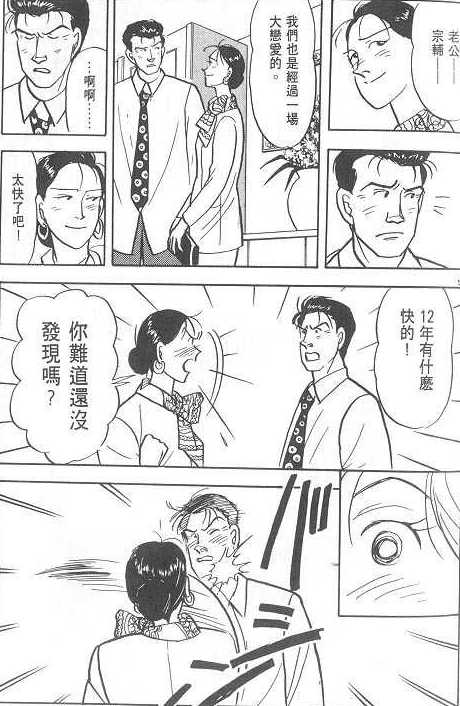 老公——
宗輔——
我們也是經過一場
大戀愛的。
…啊啊……
太快了吧！
12年有什麽
快的！
你難道還沒
發現嗎？